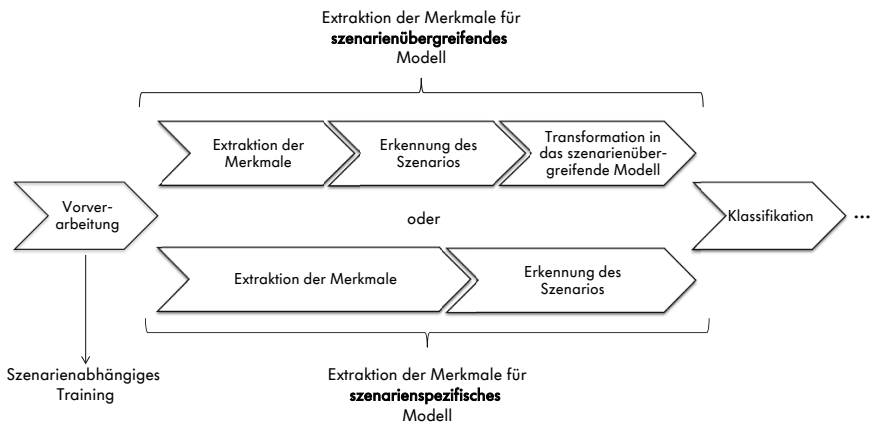 Extraktion der Merkmale für
szenarienübergreifendes
Modell
Extraktion der
Merkmale
Erkennung des
Szenarios
Transformation in
das szenarienüber-
greifende Modell
Vorver-
arbeitung
oder
Klassifikation
...
Extraktion der Merkmale
Erkennung des
Szenarios
Szenarienabhängiges
Training
Extraktion der Merkmale für
szenarienspezifisches
Modell